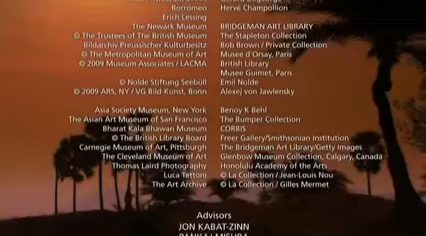 Borromeo Herve Champollion
Erich Lessing
The Newark Museum BRIDGEMAN ART LIBRARY
© The Trustees of The British Museum The Stapleton Collection
Bildarchiv Preussischer Kulturbesitz Bob Brown / Private Collection
© The Metropolitan Museum of Art Musee d'Orsay, Paris
© 2009 Museum Associates / LACMA British Library
Musee Guimet, Paris
© Nolde Stiftung Seebüll Emil Nolde
© 2009 ARS, NY / VG Bild-Kunst, Bonn Alexej von Jawlensky
Asia Society Museum, New York Benoy K Behl
The Asian Art Museum of San Francisco The Bumper Collection
Bharat Kala Bhawan Museum CORBIS
© The British Library Board Freer Gallery/Smithsonian Institution
Carnegie Museum of Art, Pittsburgh The Bridgeman Art Library/Getty Images
The Cleveland Museum of Art Glenbow Museum Collection, Calgary, Canada
Thomas Laird Photography Honolulu Academy of the Arts
Luca Tettoni © La Collection / Jean-Louis Nou
The Art Archive © La Collection / Gilles Mermet
Advisors
JON KABAT-ZINN